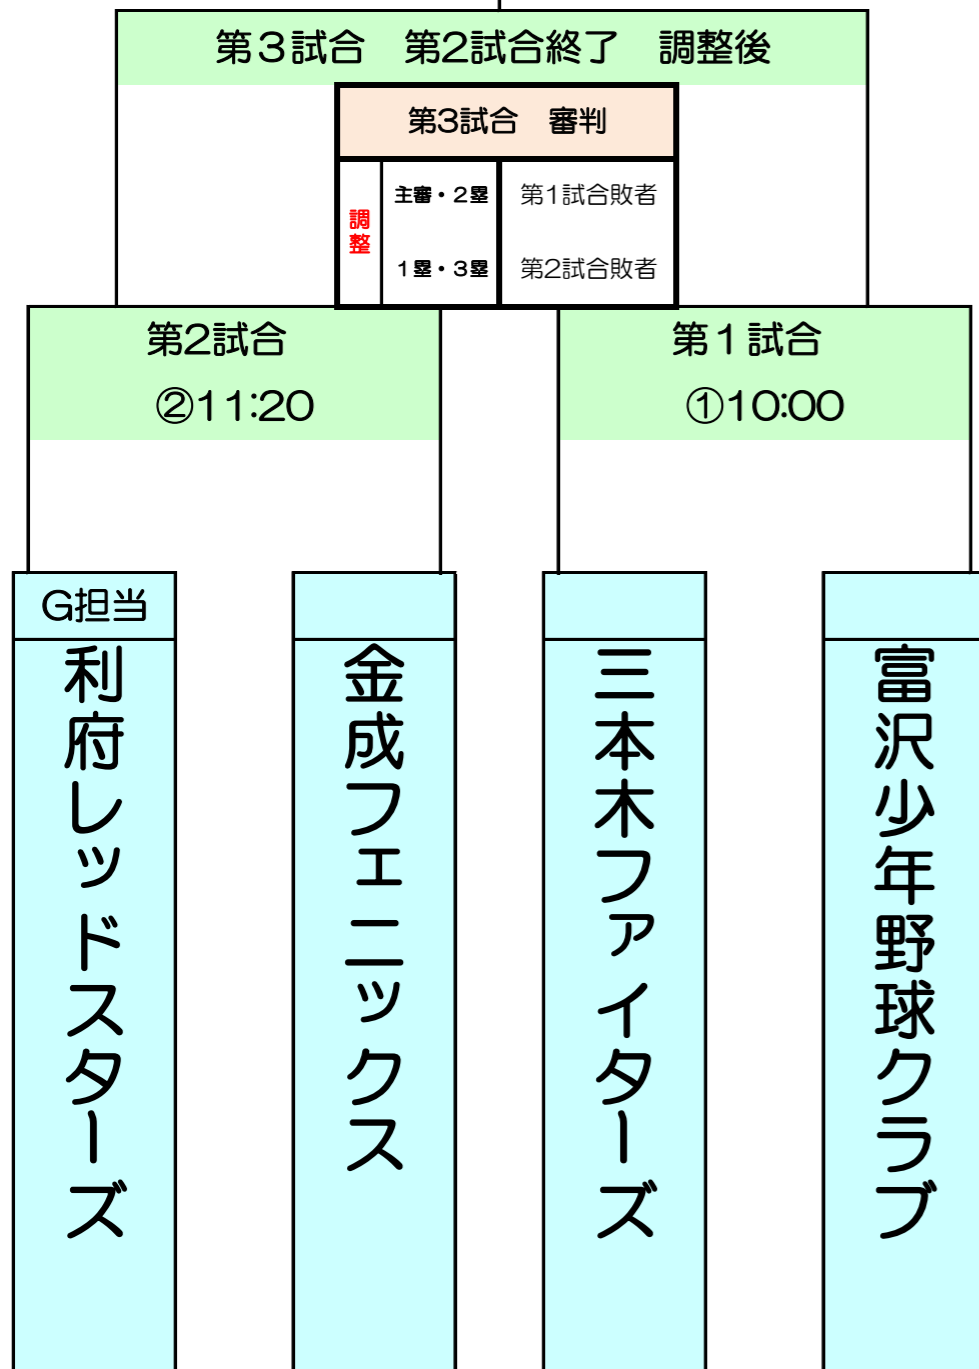 第３試合　第2試合終了　調整後
第3試合　審判
調整
主審・２塁
第1試合敗者
１塁・３塁
第2試合敗者
第2試合
②11:20
第１試合
①10:00
G担当
利府レッドスターズ
金成フェニックス
三本木ファイターズ
富沢少年野球クラブ